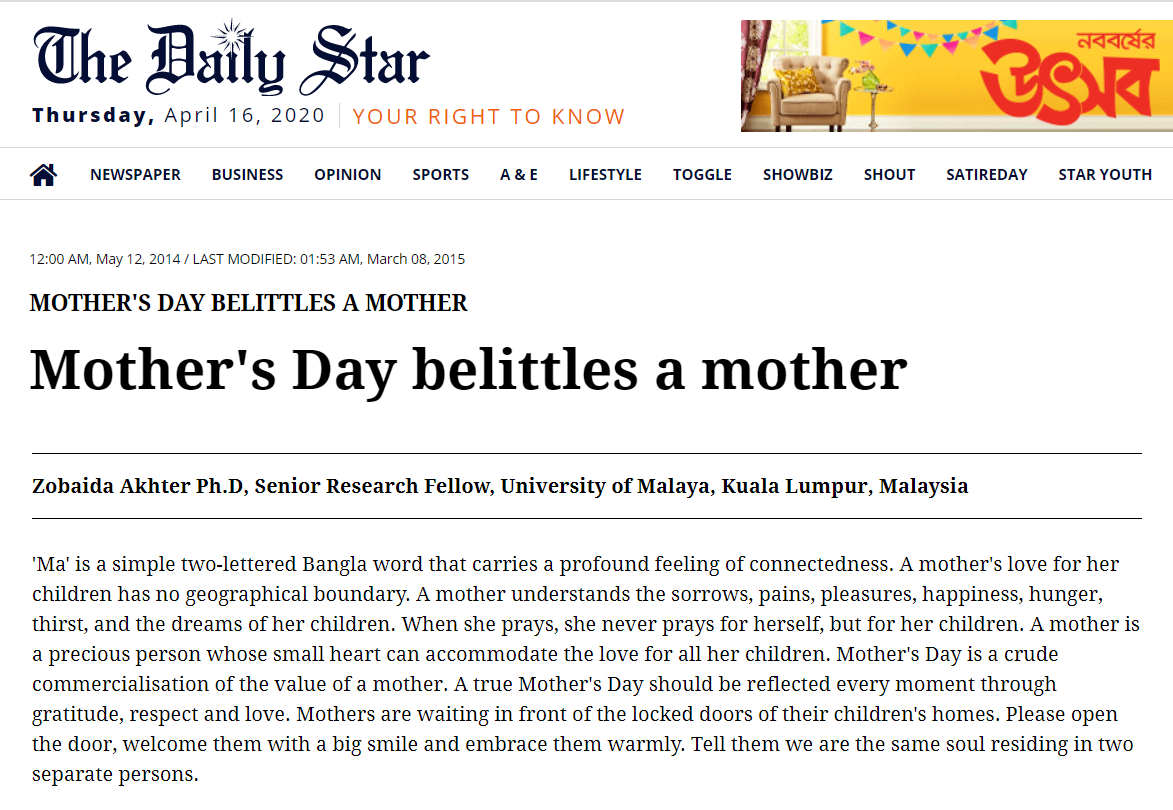 The Daily Star
Thursday, April 16, 2020 YOUR RIGHT TO KNOW
নববর্ষের
উৎসব
NEWSPAPER BUSINESS OPINION SPORTS A & E LIFESTYLE TOGGLE SHOWBIZ SHOUT SATIREDAY STAR YOUTH
12:00 AM, May 12, 2014 / LAST MODIFIED: 01:53 AM, March 08, 2015
MOTHER'S DAY BELITTLES A MOTHER
Mother's Day belittles a mother
Zobaida Akhter Ph.D, Senior Research Fellow, University of Malaya, Kuala Lumpur, Malaysia
'Ma' is a simple two-lettered Bangla word that carries a profound feeling of connectedness. A mother's love for her
children has no geographical boundary. A mother understands the sorrows, pains, pleasures, happiness, hunger,
thirst, and the dreams of her children. When she prays, she never prays for herself, but for her children. A mother is
a precious person whose small heart can accommodate the love for all her children. Mother's Day is a crude
commercialisation of the value of a mother. A true Mother's Day should be reflected every moment through
gratitude, respect and love. Mothers are waiting in front of the locked doors of their children's homes. Please open
the door, welcome them with a big smile and embrace them warmly. Tell them we are the same soul residing in two
separate persons.